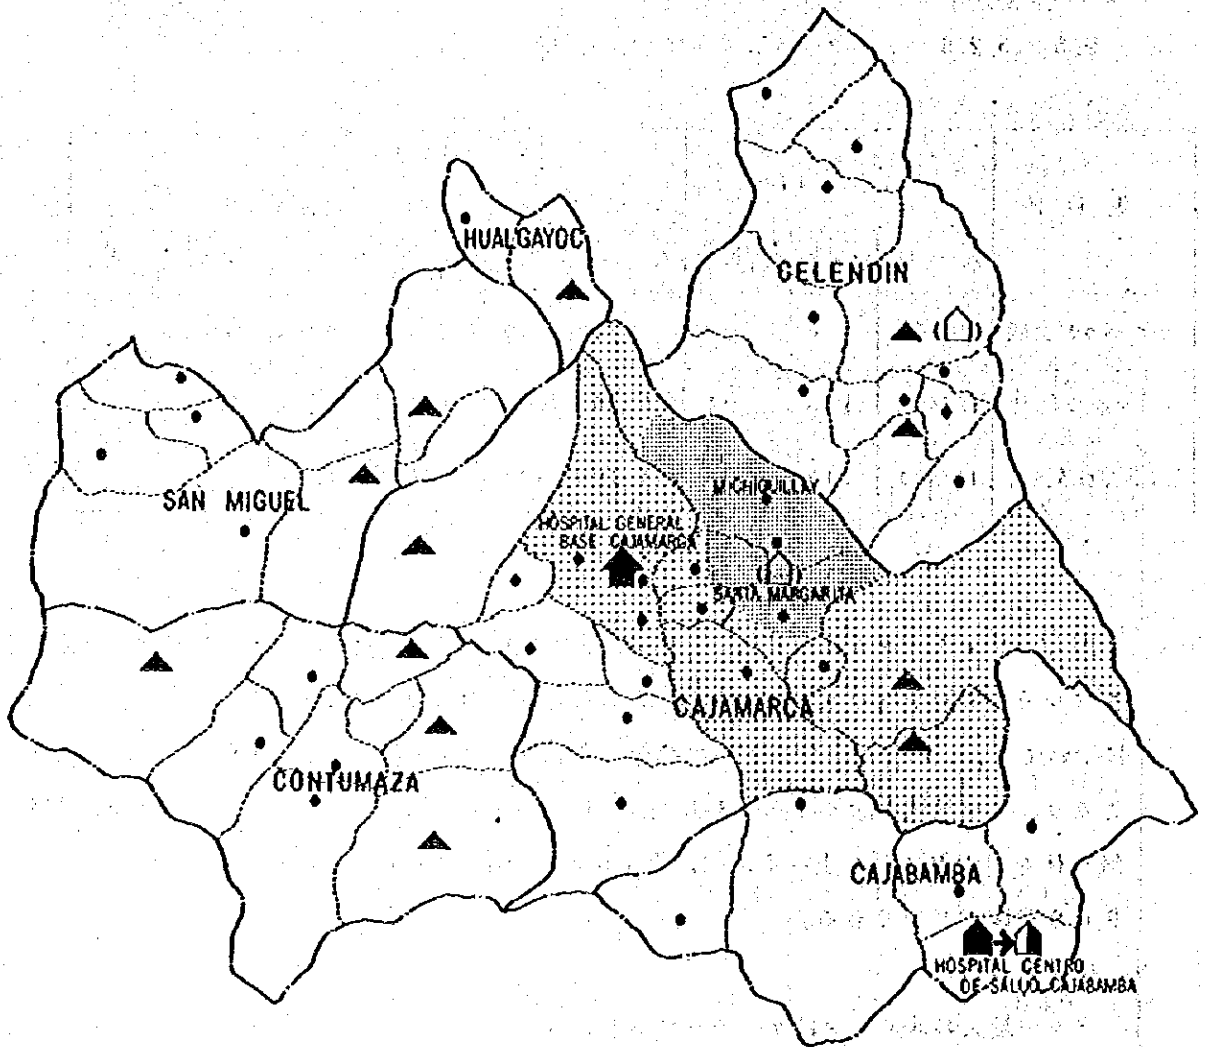 HUALGAYOC
CELENDIN
SAN MIGUEL
MICHIQUILLAY
HOSPITAL GENERAL
BASE CAJAMARCA
SANTA MARGARITA
CAJAMARCA
CONTUMAZA
CAJABAMBA
HOSPITAL CENTRO
DE SALUD CAJABAMBA